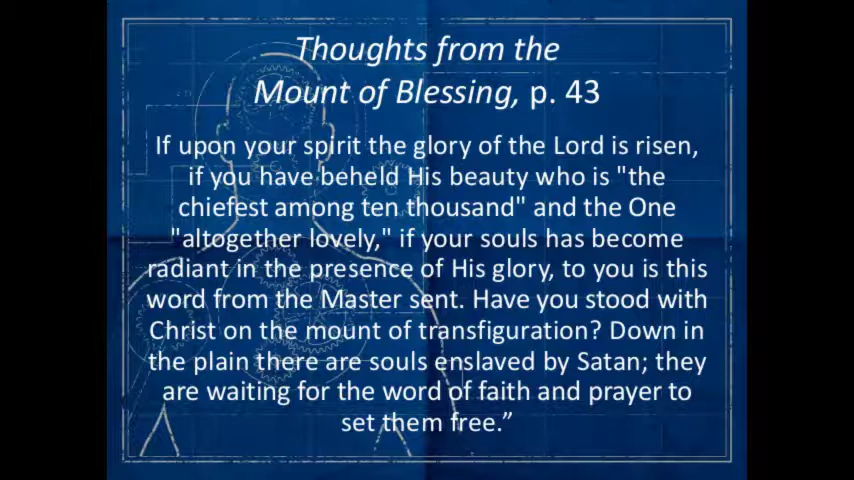 Thoughts from the
Mount of Blessing, p. 43
If upon your spirit the glory of the Lord is risen,
if you have beheld His beauty who is "the
chiefest among ten thousand" and the One
"altogether lovely," if your souls has become
radiant in the presence of His glory, to you is this
word from the Master sent. Have you stood with
Christ on the mount of transfiguration? Down in
the plain there are souls enslaved by Satan; they
are waiting for the word of faith and prayer to
set them free.”